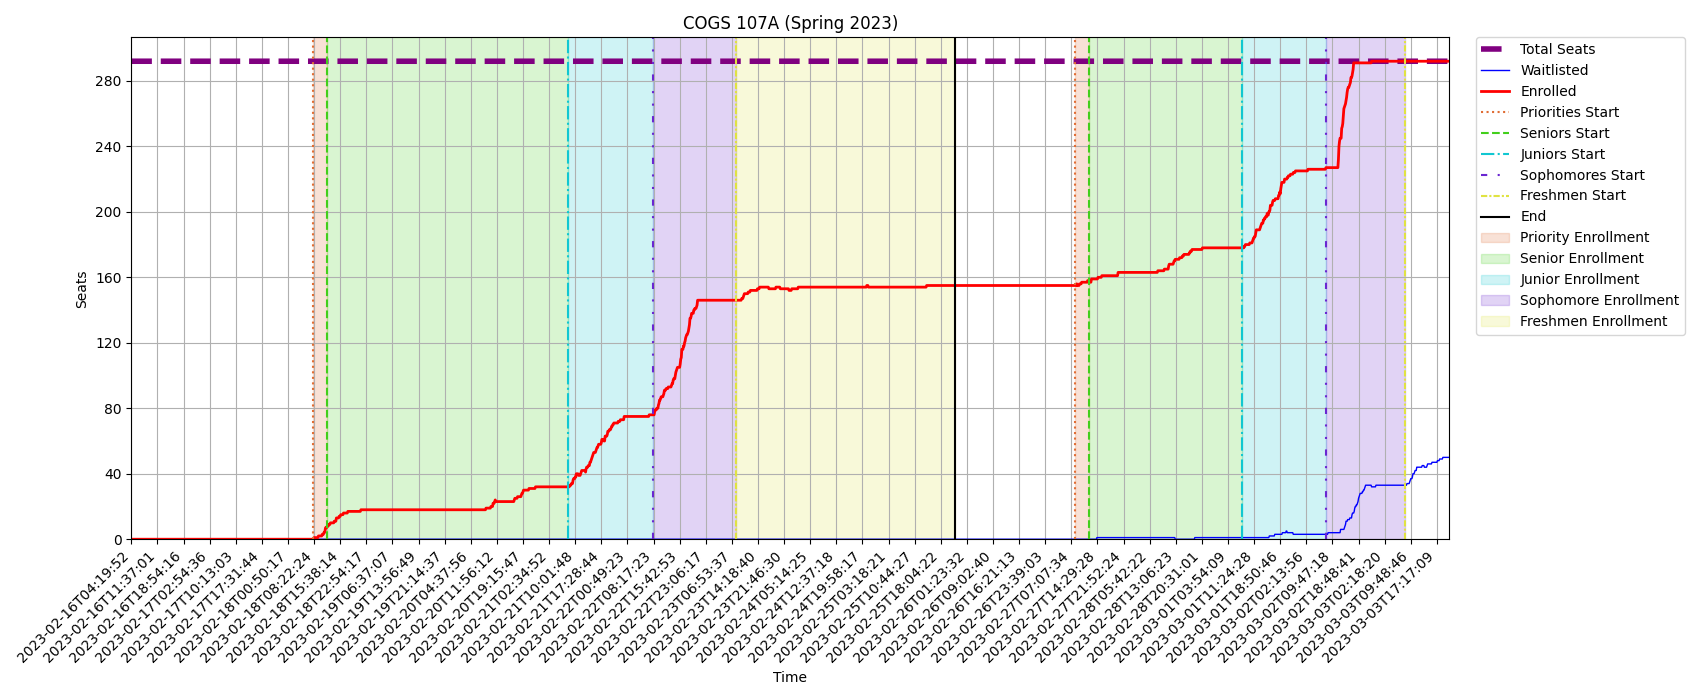 COGS 107A (Spring 2023)
Seats
280
240
200
160
120
80
40
0
2023-02-16T04:19:52
2023-02-16T11:37:01
2023-02-16T18:54:16
2023-02-17T02:54:36
2023-02-17T10:13:03
2023-02-17T17:31:44
2023-02-18T00:50:17
2023-02-18T08:22:24
2023-02-18T15:38:14
2023-02-18T22:54:17
2023-02-19T06:37:07
2023-02-19T13:56:49
2023-02-19T21:14:37
2023-02-20T04:37:56
2023-02-20T11:56:12
2023-02-20T19:15:47
2023-02-21T02:34:52
2023-02-21T10:01:48
2023-02-21T17:28:44
2023-02-22T00:49:23
2023-02-22T08:17:23
2023-02-22T15:42:53
2023-02-22T23:06:17
2023-02-23T06:53:37
2023-02-23T14:18:40
2023-02-23T21:46:30
2023-02-24T05:14:25
2023-02-24T12:37:18
2023-02-24T19:58:17
2023-02-25T03:18:21
2023-02-25T10:44:27
2023-02-25T18:04:22
2023-02-26T01:23:32
2023-02-26T09:02:40
2023-02-26T16:21:13
2023-02-26T23:39:03
2023-02-27T07:07:34
2023-02-27T14:29:28
2023-02-27T21:52:24
2023-02-28T05:42:22
2023-02-28T13:06:23
2023-02-28T20:31:01
2023-03-01T03:54:09
2023-03-01T11:24:28
2023-03-01T18:50:46
2023-03-02T02:13:56
2023-03-02T09:47:18
2023-03-02T18:48:41
2023-03-03T02:18:20
2023-03-03T09:48:46
2023-03-03T17:17:09
Time
Total Seats
Waitlisted
Enrolled
Priorities Start
Seniors Start
Juniors Start
Sophomores Start
Freshmen Start
End
Priority Enrollment
Senior Enrollment
Junior Enrollment
Sophomore Enrollment
Freshmen Enrollment